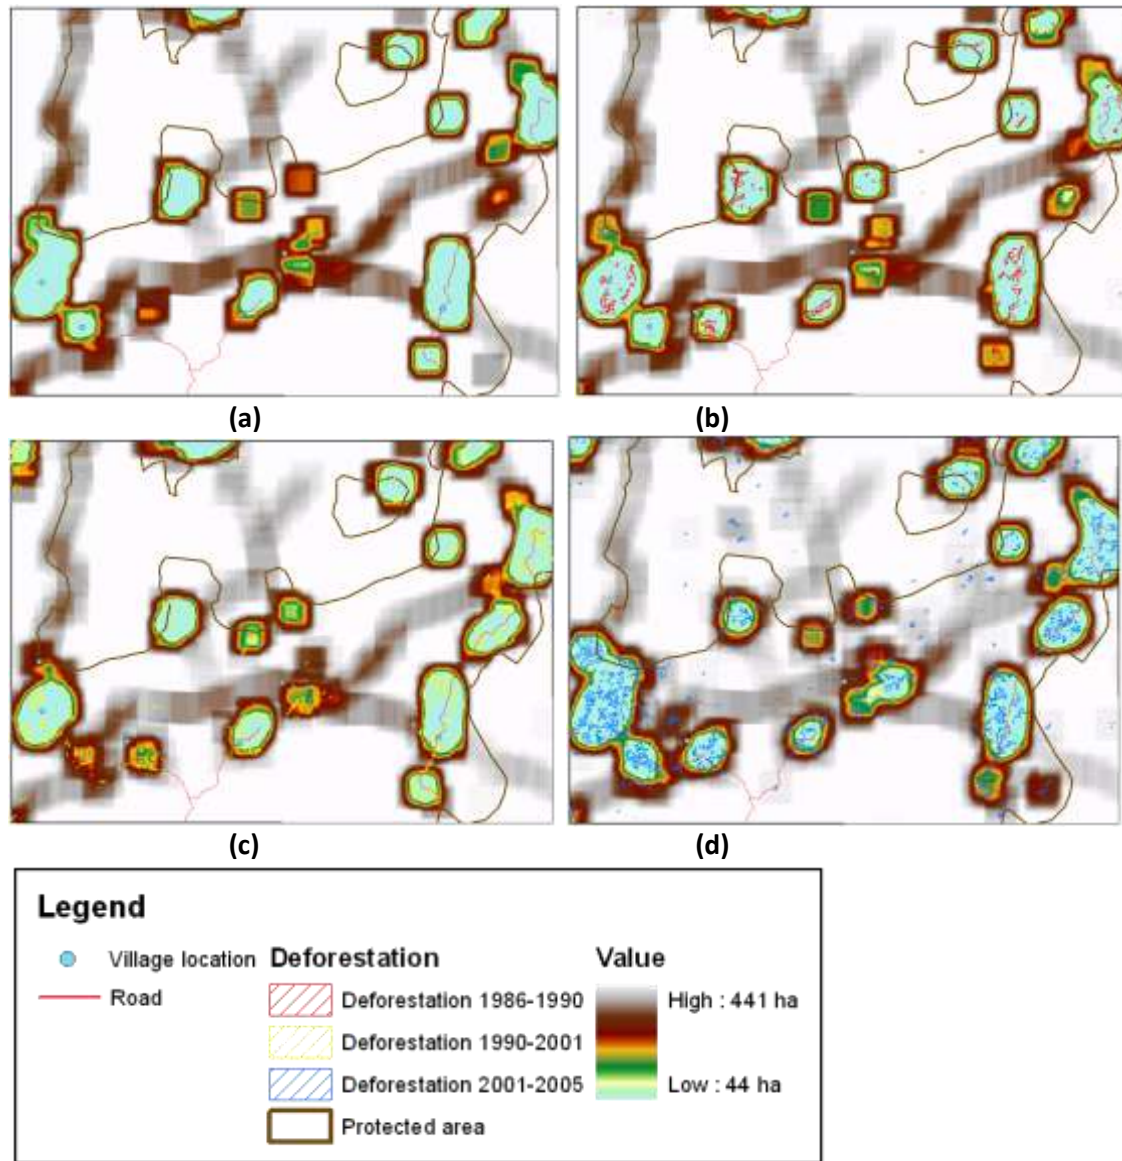 (a) (b)
(c) (d)
Legend
Village location
Road
Deforestation
Deforestation 1986-1990
Deforestation 1990-2001
Deforestation 2001-2005
Protected area
Value
High : 441 ha
Low : 44 ha